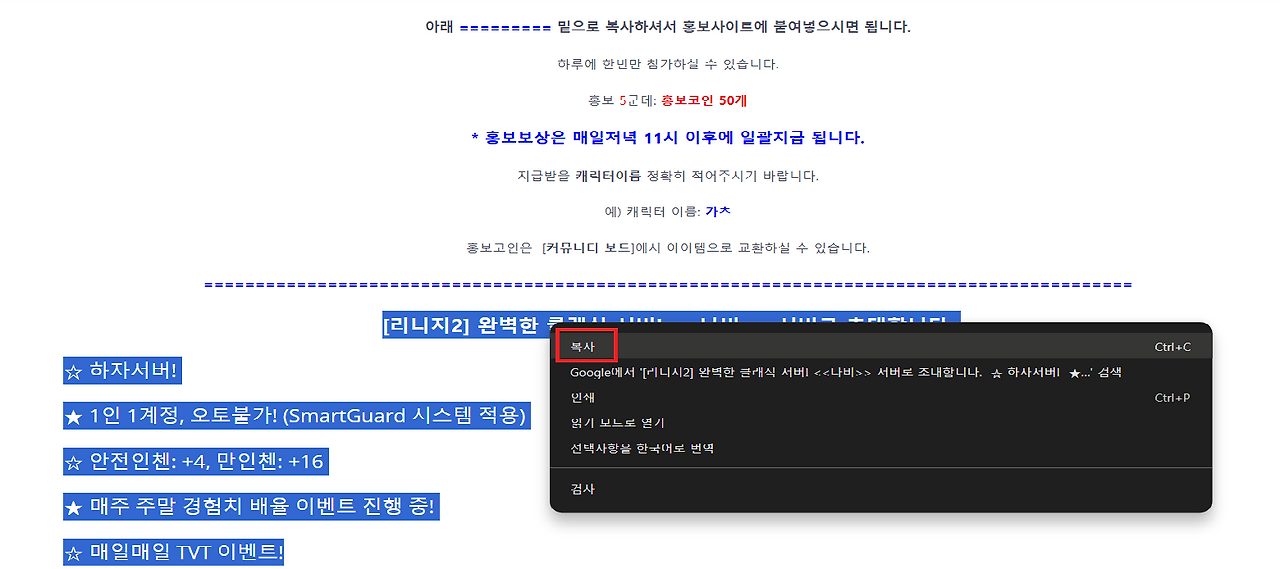 아래 ========= 밑으로 복사하셔서 홍보사이트에 붙여넣으시면 됩니다.
하루에 한번만 참가하실 수 있습니다.
홍보 5군데: 홍보코인 50개
* 홍보보상은 매일저녁 11시 이후에 일괄지급 됩니다.
지급받을 캐릭터이름 정확히 적어주시기 바랍니다.
예) 캐릭터 이름:
홍보코인은 [커뮤니티 보드]에서 아이템으로 교환하실 수 있습니다.
==========================================================================================
[리니지2] 완벽한
복사 Ctrl+C
Google에서 '[리니지2] 완벽한 클래식 서버! <<나비>> 서버로 초대합니다. ☆ 하자서버! ★...' 검색
인쇄 Ctrl+P
읽기 모드로 열기
선택사항을 한국어로 번역
검사
☆ 하자서버!
★ 1인 1계정, 오토불가! (SmartGuard 시스템 적용)
☆ 안전인첸: +4, 만인첸: +16
★ 매주 주말 경험치 배율 이벤트 진행 중!
☆ 매일매일 TVT 이벤트!